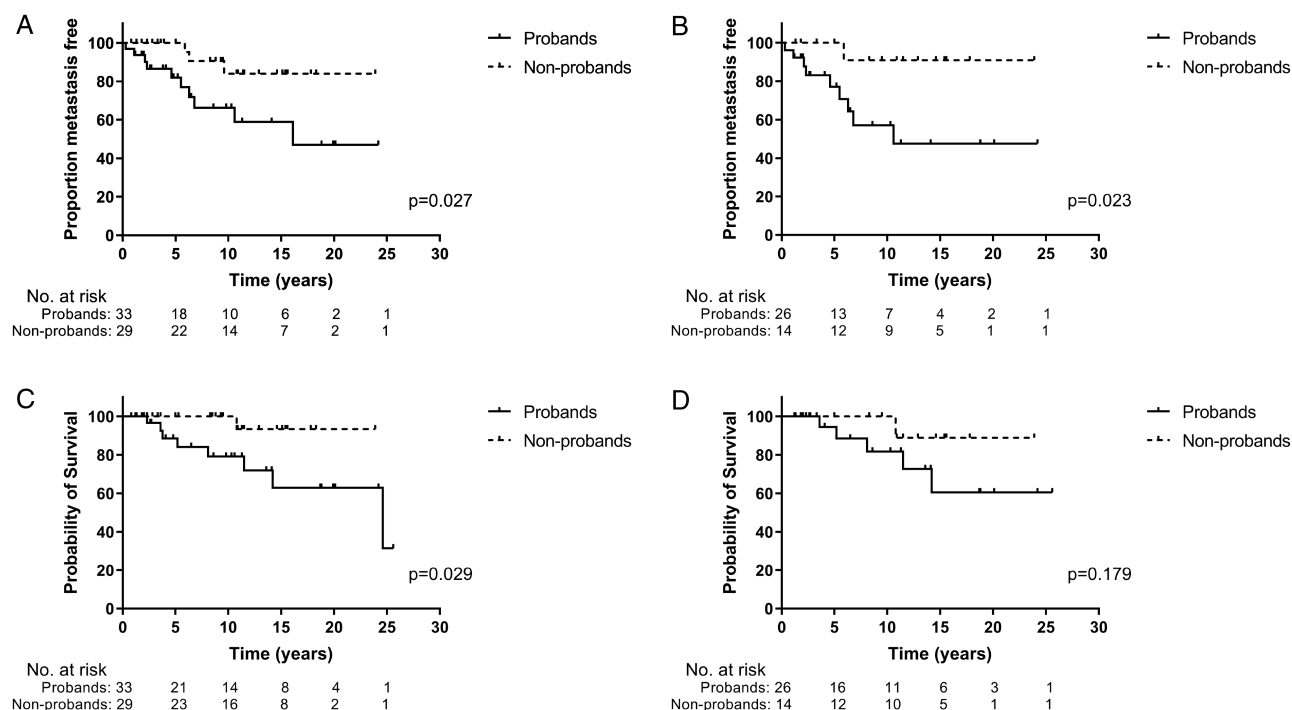 A
Proportion metastasis free
100
80
60
40
20
0
0 5 10 15 20 25 30
Time (years)
p=0.027
Probands
Non-probands
No. at risk
Probands: 33 18 10 6 2 1
Non-probands: 29 22 14 7 2 1
B
Proportion metastasis free
100
80
60
40
20
0
0 5 10 15 20 25 30
Time (years)
p=0.023
Probands
Non-probands
No. at risk
Probands: 26 13 7 4 2 1
Non-probands: 14 12 9 5 1 1
C
Probability of Survival
100
80
60
40
20
0
0 5 10 15 20 25 30
Time (years)
p=0.029
Probands
Non-probands
No. at risk
Probands: 33 21 14 8 4 1
Non-probands: 29 23 16 8 2 1
D
Probability of Survival
100
80
60
40
20
0
0 5 10 15 20 25 30
Time (years)
p=0.179
Probands
Non-probands
No. at risk
Probands: 26 16 11 6 3 1
Non-probands: 14 12 10 5 1 1